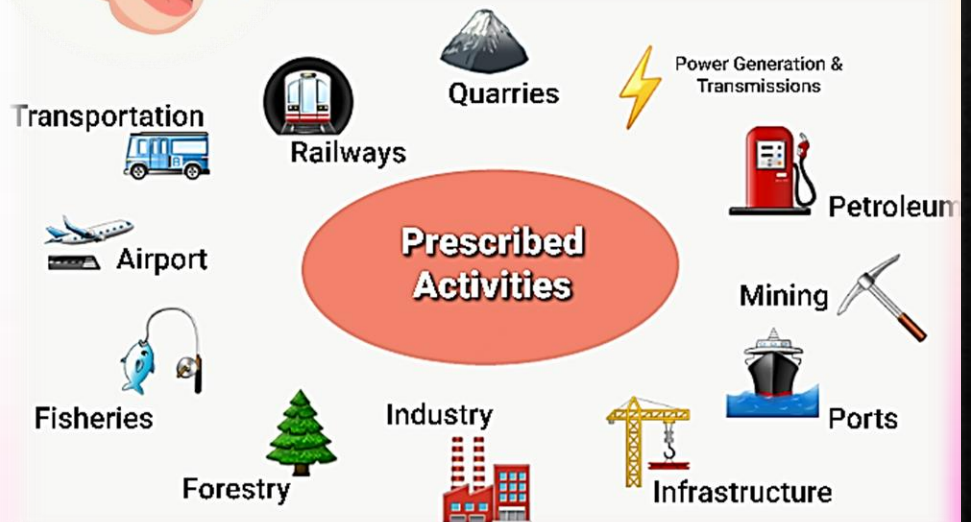 Power Generation &
Transmissions
Quarries
Transportation
Railways
Petroleum
Prescribed
Activities
Airport
Mining
Fisheries
Industry
Ports
Forestry
Infrastructure